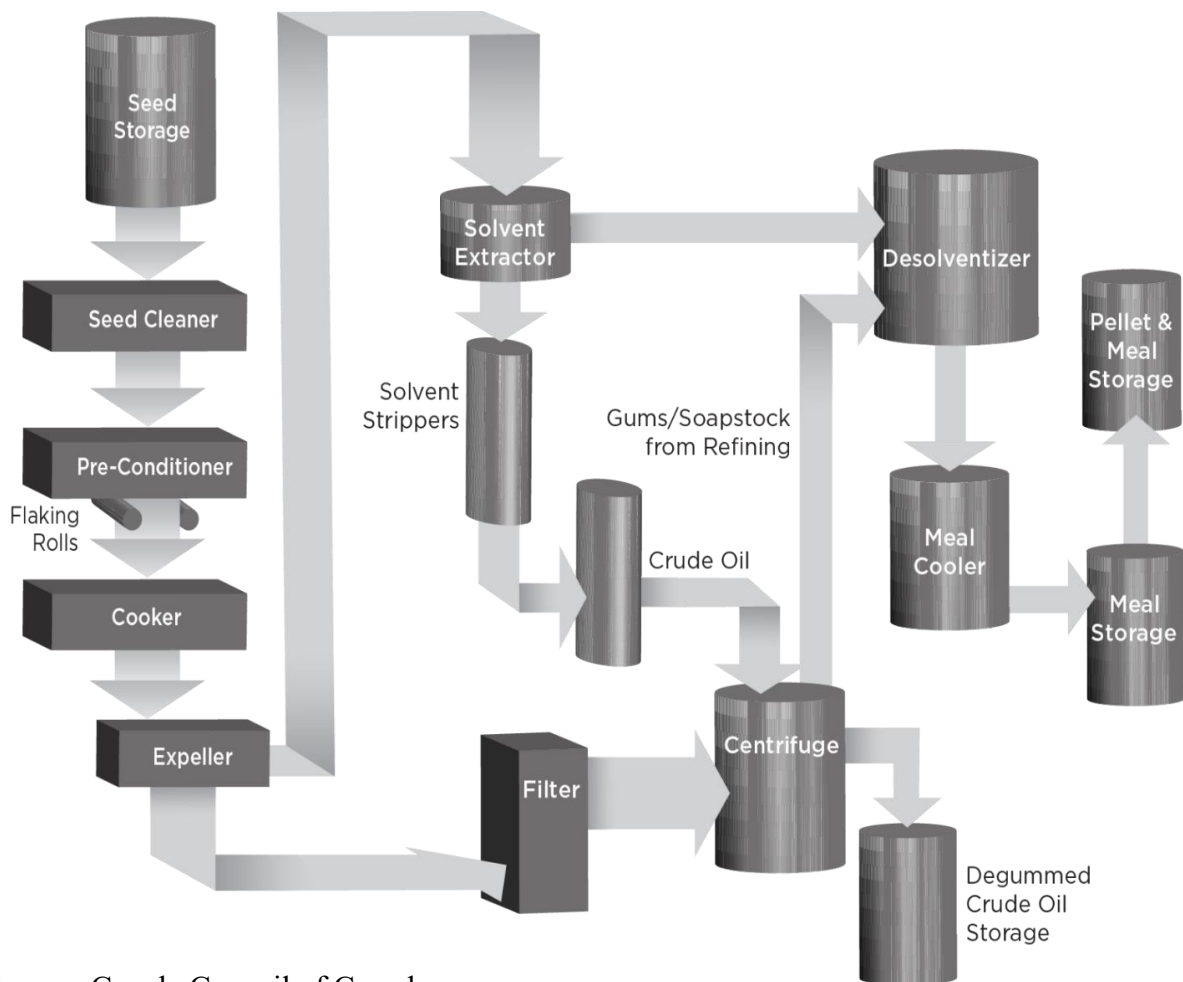 Seed
Storage
Seed Cleaner
Pre-Conditioner
Flaking
Rolls
Cooker
Expeller
Solvent
Extractor
Solvent
Strippers
Crude Oil
Filter
Centrifuge
Gums/Soapstock
from Refining
Desolventizer
Meal
Cooler
Meal
Storage
Pellet &
Meal
Storage
Degummed
Crude Oil
Storage